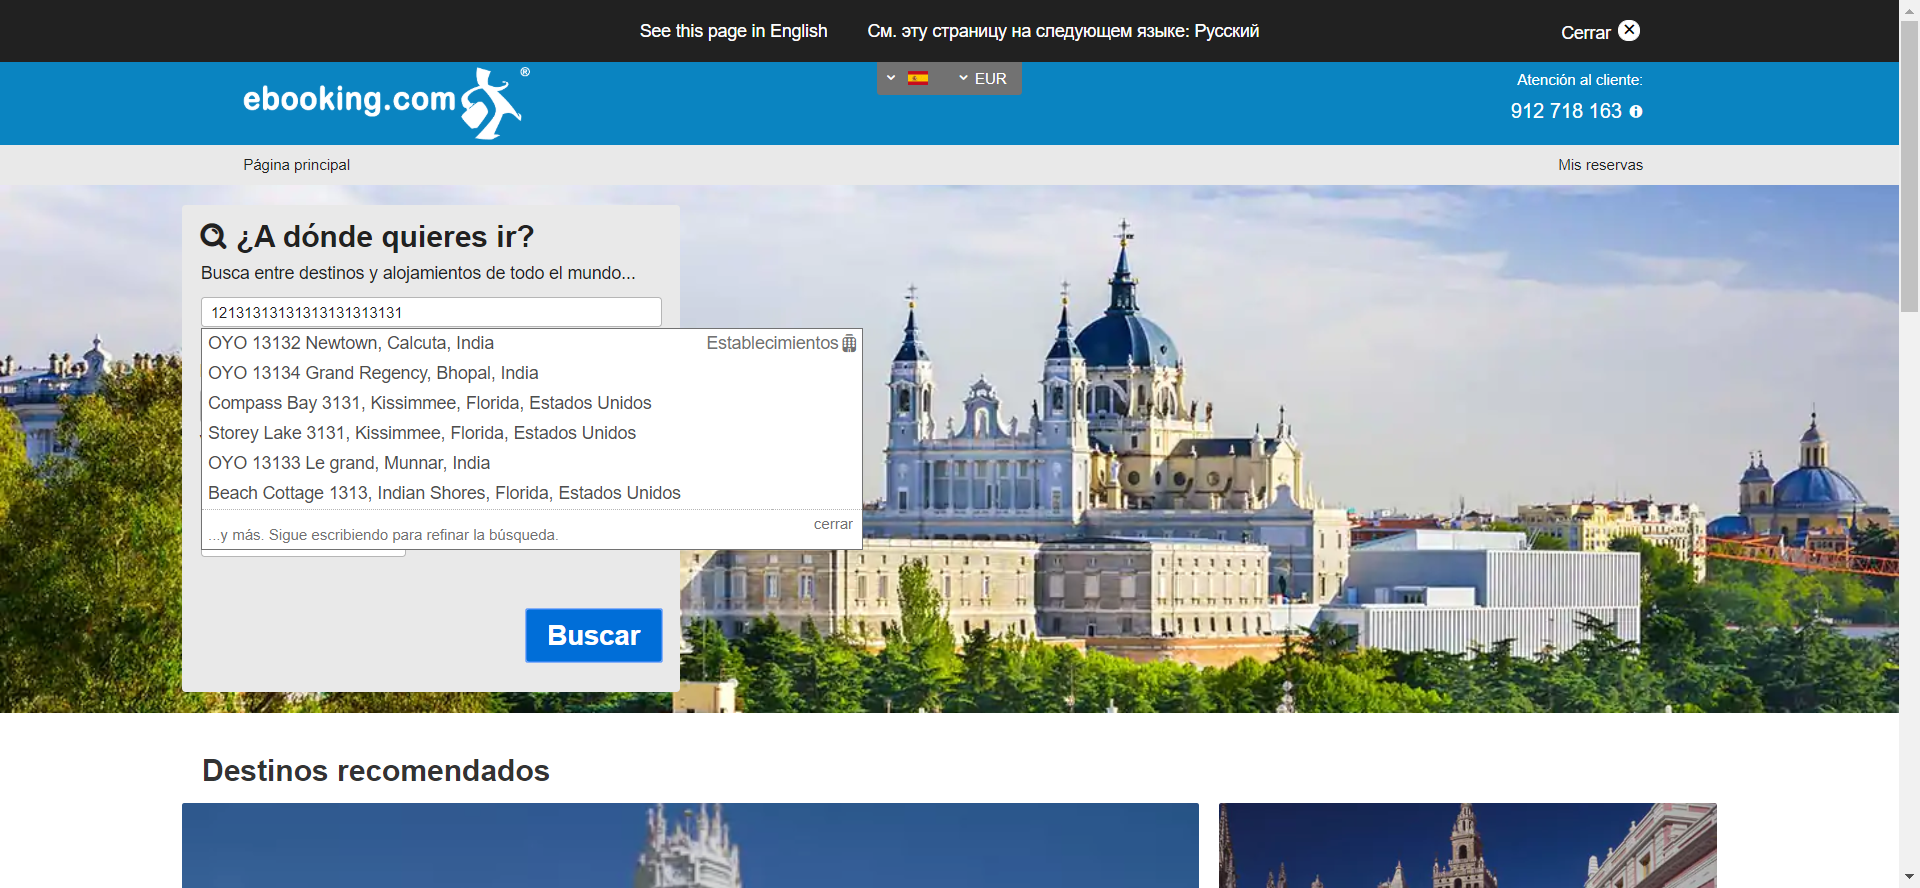 See this page in English См. эту страницу на следующем языке: Русский Cerrar
ebooking.com®
EUR
Atención al cliente:
912 718 163
Página principal Mis reservas
¿A dónde quieres ir?
Busca entre destinos y alojamientos de todo el mundo...
12131313131313131313131
OYO 13132 Newtown, Calcuta, India Establecimientos
OYO 13134 Grand Regency, Bhopal, India
Compass Bay 3131, Kissimmee, Florida, Estados Unidos
Storey Lake 3131, Kissimmee, Florida, Estados Unidos
OYO 13133 Le grand, Munnar, India
Beach Cottage 1313, Indian Shores, Florida, Estados Unidos
cerrar
...y más. Sigue escribiendo para refinar la búsqueda.
Buscar
Destinos recomendados